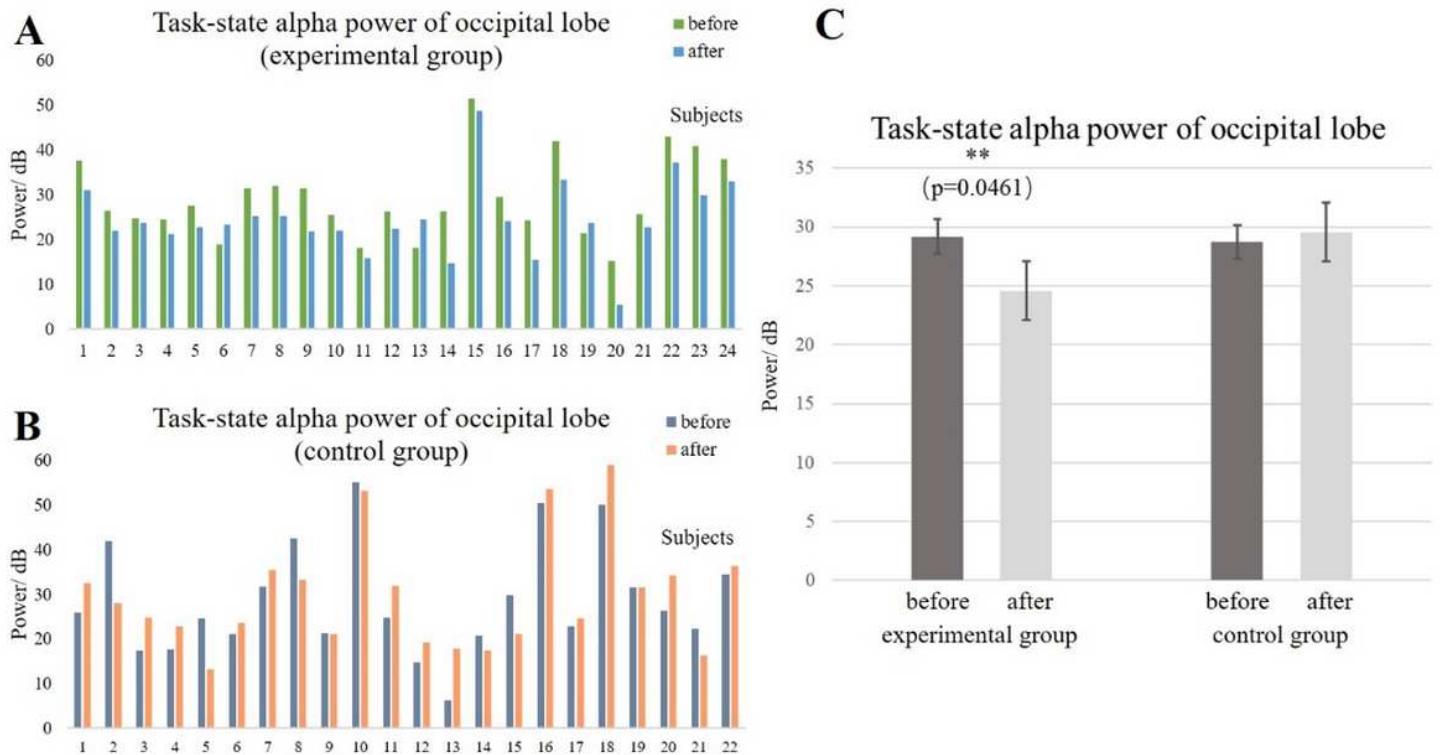 A
Task-state alpha power of occipital lobe
(experimental group)
before
after
Subjects
Power/ dB
60
50
40
30
20
10
0
1 2 3 4 5 6 7 8 9 10 11 12 13 14 15 16 17 18 19 20 21 22 23 24
B
Task-state alpha power of occipital lobe
(control group)
before
after
Subjects
Power/ dB
60
50
40
30
20
10
0
1 2 3 4 5 6 7 8 9 10 11 12 13 14 15 16 17 18 19 20 21 22
C
Task-state alpha power of occipital lobe
**
(p=0.0461)
Power/ dB
35
30
25
20
15
10
5
0
before after before after
experimental group control group